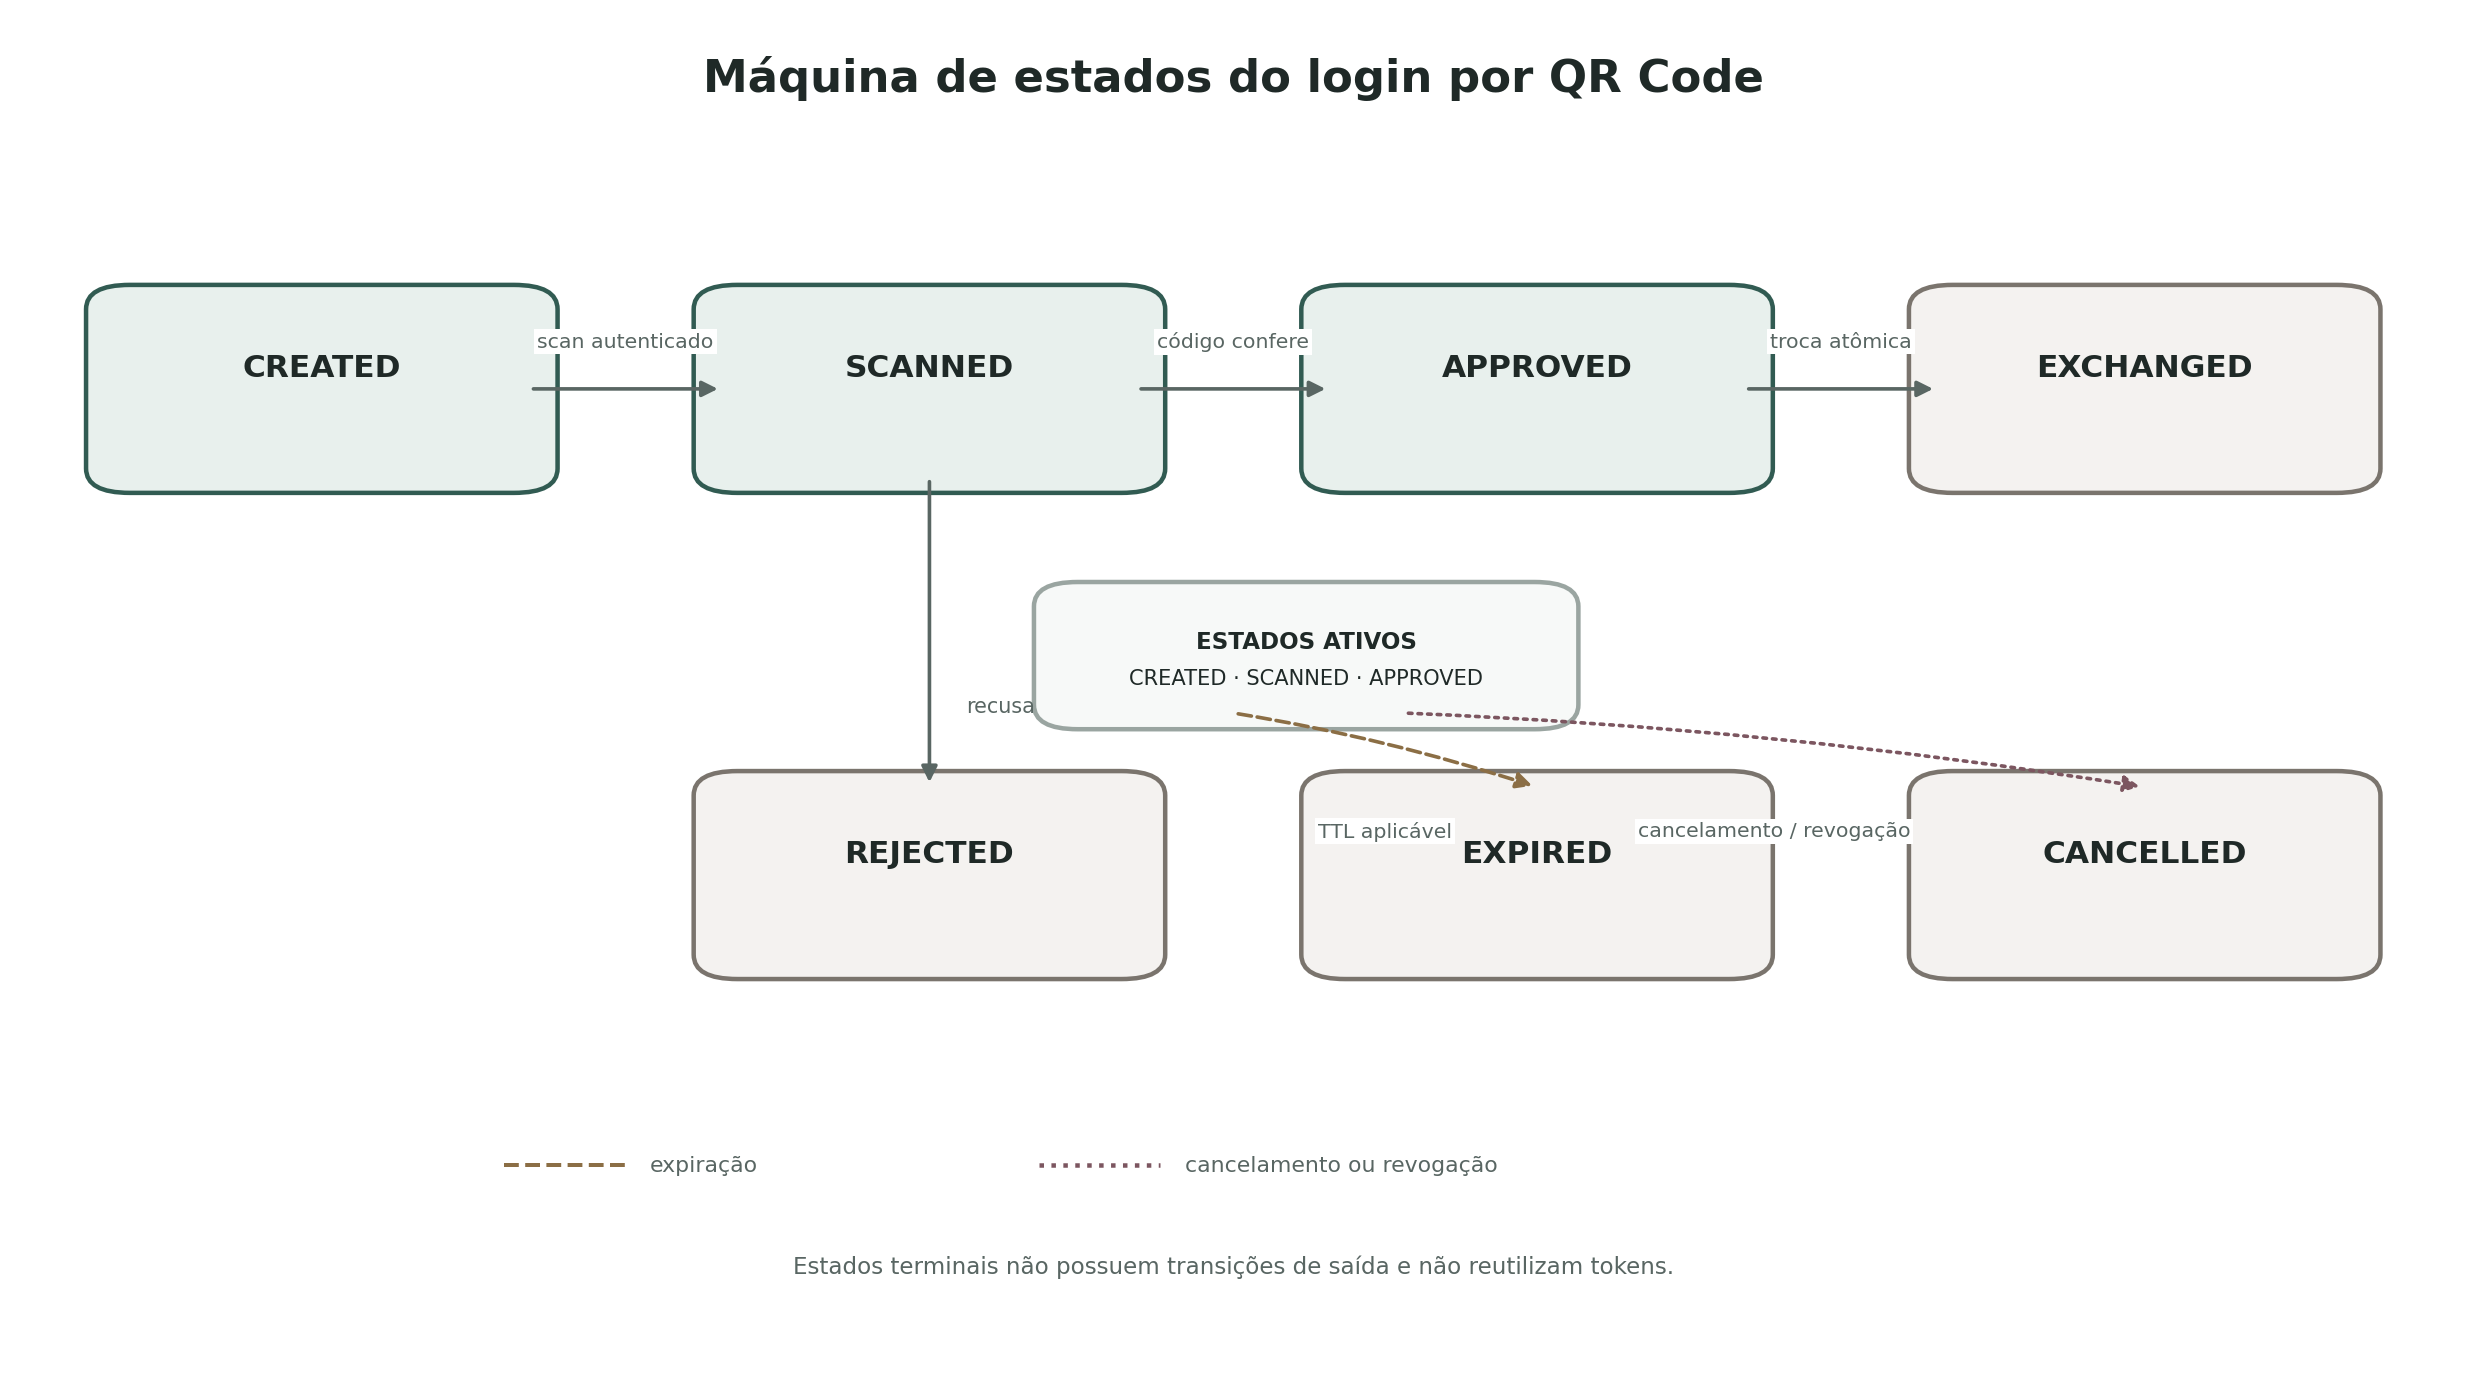 Máquina de estados do login por QR Code
scan autenticado
código confere
troca atômica
CREATED
SCANNED
APPROVED
EXCHANGED
ESTADOS ATIVOS
CREATED · SCANNED · APPROVED
recusa
TTL aplicável
cancelamento / revogação
REJECTED
EXPIRED
CANCELLED
expiração
cancelamento ou revogação
Estados terminais não possuem transições de saída e não reutilizam tokens.